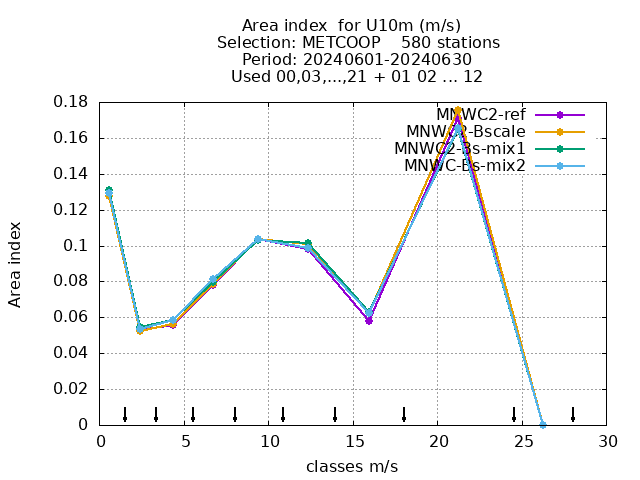 Area index  for U10m (m/s)
Selection: METCOOP    580 stations
Period: 20240601-20240630
Used 00,03,...,21 + 01 02 ... 12
MNWC2-ref
MNWC2-Bscale
MNWC2-Bs-mix1
MNWC-Bs-mix2
0.18
0.16
0.14
0.12
0.1
0.08
0.06
0.04
0.02
0
Area index
0 5 10 15 20 25 30
classes m/s